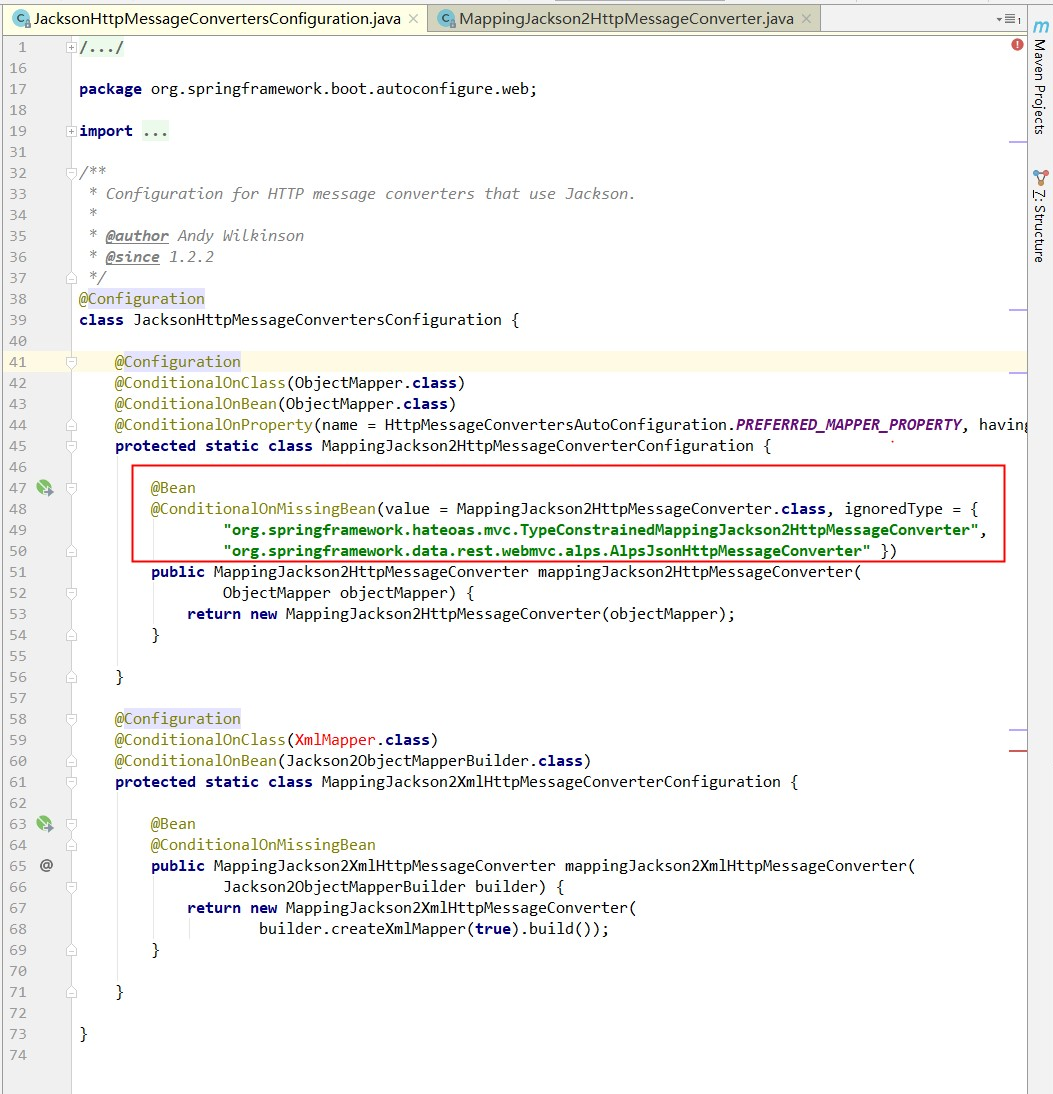 JacksonHttpMessageConvertersConfiguration.java × MappingJackson2HttpMessageConverter.java ×
1 /.../
16
17 package org.springframework.boot.autoconfigure.web;
18
19 import ...
31
32 /**
33  * Configuration for HTTP message converters that use Jackson.
34  *
35  * @author Andy Wilkinson
36  * @since 1.2.2
37  */
38 @Configuration
39 class JacksonHttpMessageConvertersConfiguration {
40
41     @Configuration
42     @ConditionalOnClass(ObjectMapper.class)
43     @ConditionalOnBean(ObjectMapper.class)
44     @ConditionalOnProperty(name = HttpMessageConvertersAutoConfiguration.PREFERRED_MAPPER_PROPERTY, having
45     protected static class MappingJackson2HttpMessageConverterConfiguration {
46
47         @Bean
48         @ConditionalOnMissingBean(value = MappingJackson2HttpMessageConverter.class, ignoredType = {
49                 "org.springframework.hateoas.mvc.TypeConstrainedMappingJackson2HttpMessageConverter",
50                 "org.springframework.data.rest.webmvc.alps.AlpsJsonHttpMessageConverter" })
51         public MappingJackson2HttpMessageConverter mappingJackson2HttpMessageConverter(
52                 ObjectMapper objectMapper) {
53             return new MappingJackson2HttpMessageConverter(objectMapper);
54         }
55
56     }
57
58     @Configuration
59     @ConditionalOnClass(XmlMapper.class)
60     @ConditionalOnBean(Jackson2ObjectMapperBuilder.class)
61     protected static class MappingJackson2XmlHttpMessageConverterConfiguration {
62
63         @Bean
64         @ConditionalOnMissingBean
65 @       public MappingJackson2XmlHttpMessageConverter mappingJackson2XmlHttpMessageConverter(
66                 Jackson2ObjectMapperBuilder builder) {
67             return new MappingJackson2XmlHttpMessageConverter(
68                     builder.createXmlMapper(true).build());
69         }
70
71     }
72
73 }
74
1
m
Maven Projects
7: Structure